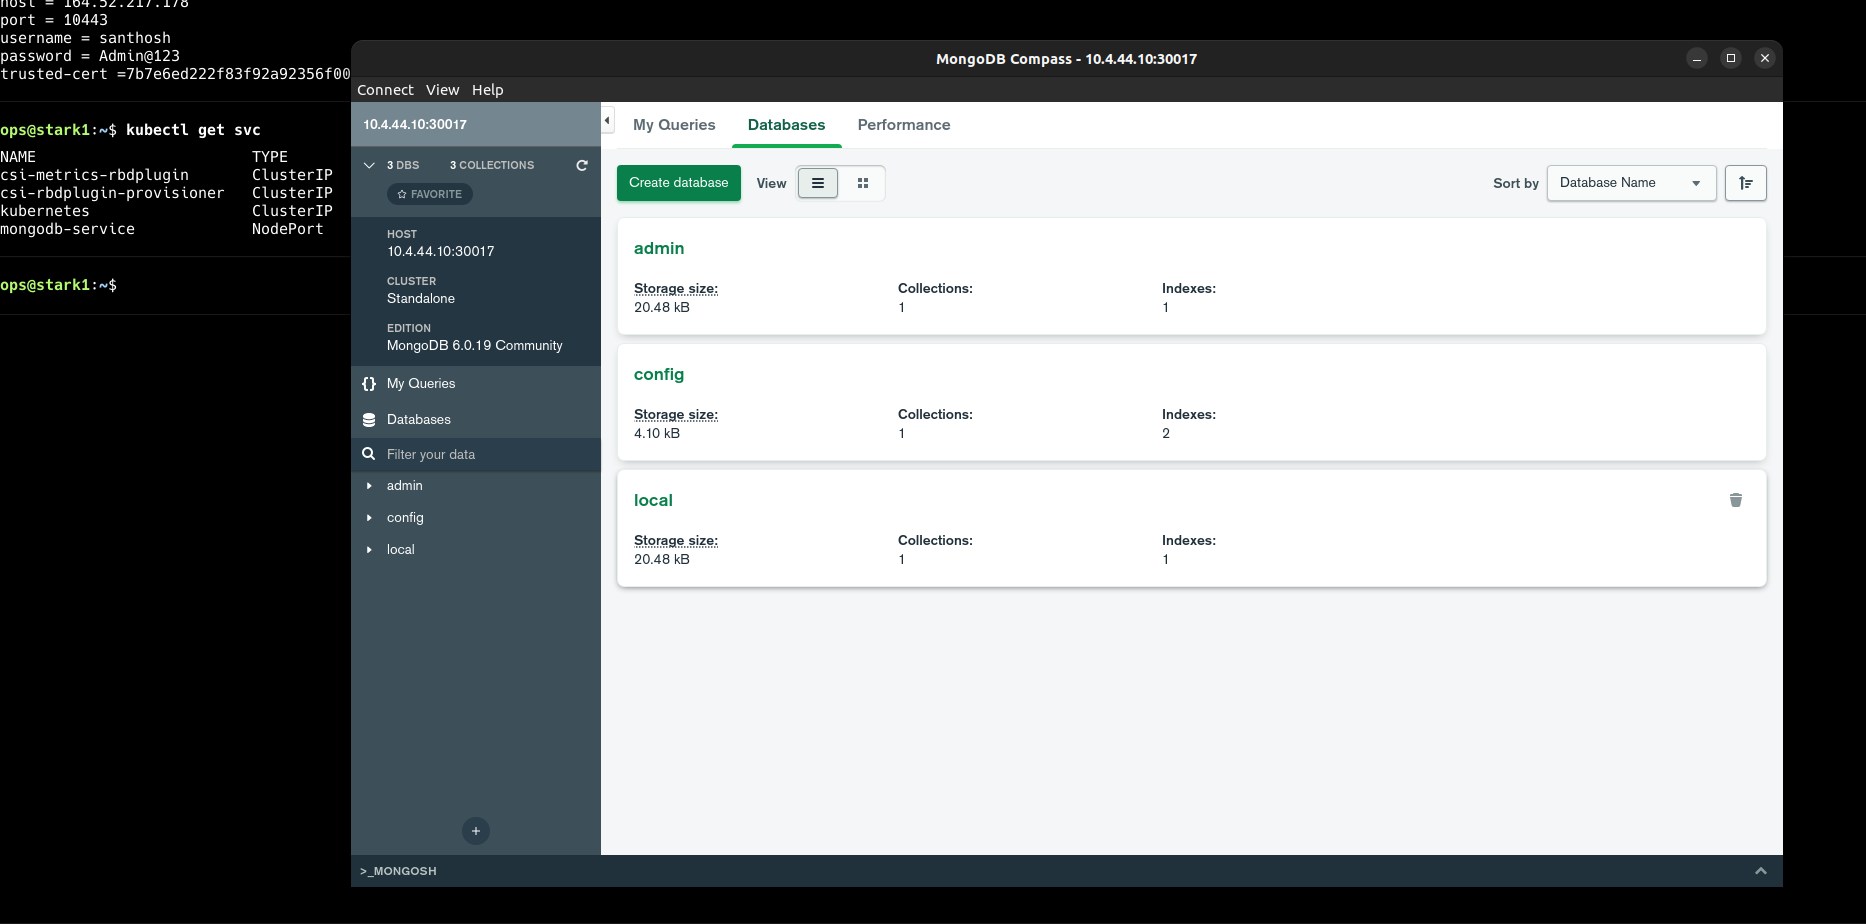 host = 164.52.217.178
port = 10443
username = santhosh
password = Admin@123
trusted-cert =7b7e6ed222f83f92a92356f00
ops@stark1:~$ kubectl get svc
NAME TYPE
csi-metrics-rbdplugin ClusterIP
csi-rbdplugin-provisioner ClusterIP
kubernetes ClusterIP
mongodb-service NodePort
ops@stark1:~$
MongoDB Compass - 10.4.44.10:30017
Connect View Help
10.4.44.10:30017
3 DBS 3 COLLECTIONS
FAVORITE
HOST
10.4.44.10:30017
CLUSTER
Standalone
EDITION
MongoDB 6.0.19 Community
{} My Queries
Databases
Filter your data
admin
config
local
+
My Queries Databases Performance
Create database View Sort by Database Name
admin
Storage size: Collections: Indexes:
20.48 kB 1 1
config
Storage size: Collections: Indexes:
4.10 kB 1 2
local
Storage size: Collections: Indexes:
20.48 kB 1 1
>_MONGOSH